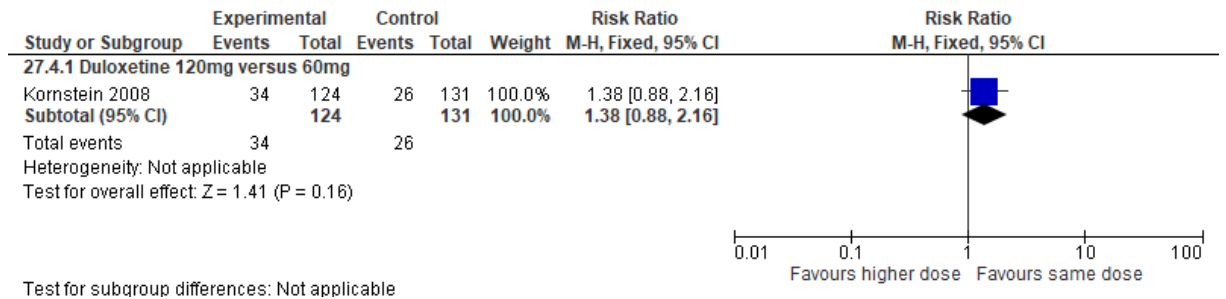 Experimental Control Risk Ratio Risk Ratio
Study or Subgroup Events Total Events Total Weight M-H, Fixed, 95% CI M-H, Fixed, 95% CI
27.4.1 Duloxetine 120mg versus 60mg
Kornstein 2008 34 124 26 131 100.0% 1.38 [0.88, 2.16]
Subtotal (95% CI) 124 131 100.0% 1.38 [0.88, 2.16]
Total events 34 26
Heterogeneity: Not applicable
Test for overall effect: Z = 1.41 (P = 0.16)
0.01 0.1 1 10 100
Favours higher dose Favours same dose
Test for subgroup differences: Not applicable